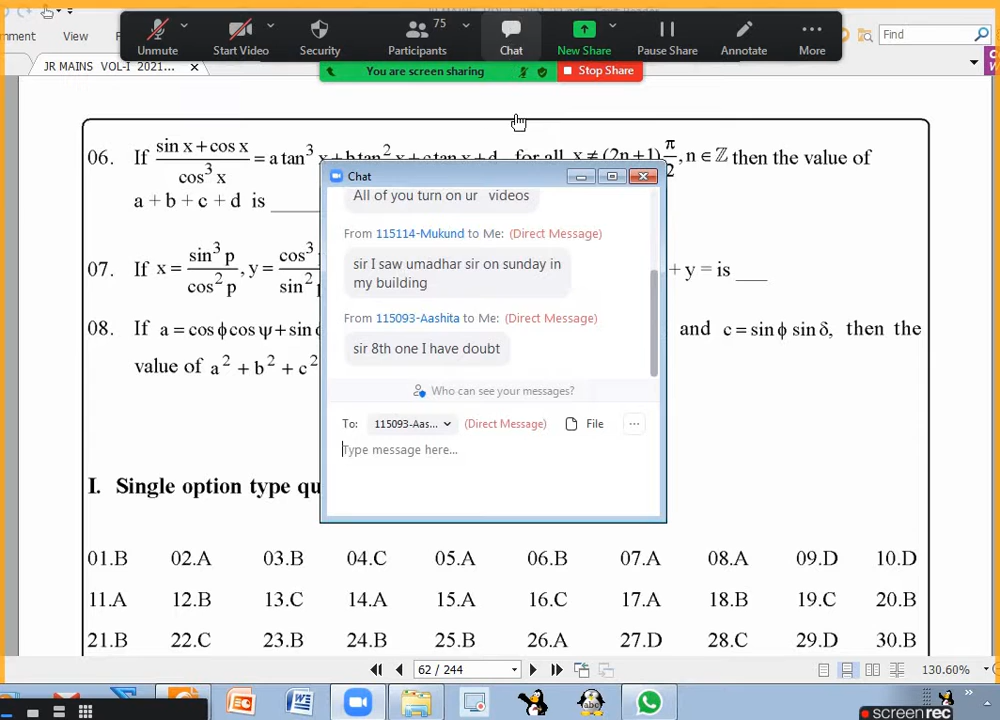 75
Unmute Start Video Security Participants Chat New Share Pause Share Annotate More
View Find
You are screen sharing Stop Share
JR MAINS VOL-I 2021...
06. If (sin x + cos x)/(cos³ x) = a tan³ x + b tan² x + c tan x + d for all x ≠ (2n+1) π/2, n ∈ ℤ then the value of
a + b + c + d is ____
07. If x = sin³ p / cos² p, y = cos³ / sin² + y = is ___
08. If a = cos ϕ cos ψ + sin and c = sin ϕ sin δ, then the
value of a² + b² + c²
Chat
All of you turn on ur videos
From 115114-Mukund to Me: (Direct Message)
sir I saw umadhar sir on sunday in
my building
From 115093-Aashita to Me: (Direct Message)
sir 8th one I have doubt
Who can see your messages?
To: 115093-Aas... (Direct Message) File ...
Type message here...
I. Single option type qu
01.B 02.A 03.B 04.C 05.A 06.B 07.A 08.A 09.D 10.D
11.A 12.B 13.C 14.A 15.A 16.C 17.A 18.B 19.C 20.B
21.B 22.C 23.B 24.B 25.B 26.A 27.D 28.C 29.D 30.B
62 / 244 130.60%
abc
screenrec